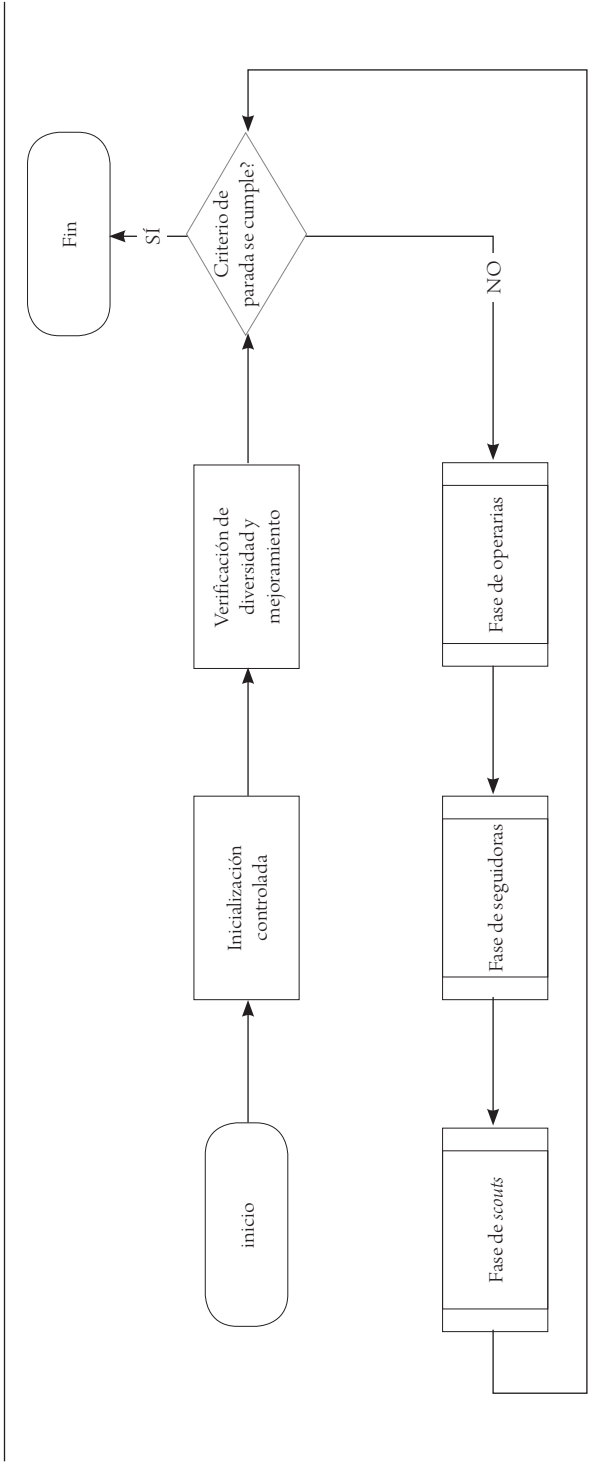 inicio
Inicialización
controlada
Verificación de
diversidad y
mejoramiento
Criterio de
parada se cumple?
SÍ
Fin
NO
Fase de operarias
Fase de seguidoras
Fase de scouts